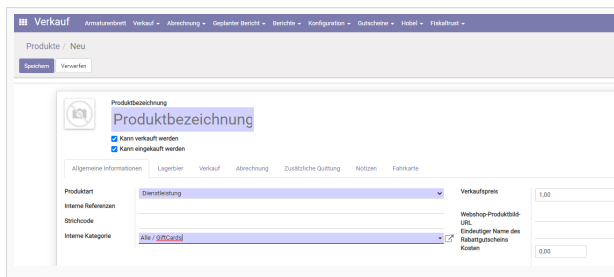 Verkauf Armaturenbrett Verkauf Abrechnung Geplanter Bericht Berichte Konfiguration Gutscheine Hobel Fiskaltrust
Produkte / Neu
Speichern Verwerfen
Produktbezeichnung
Produktbezeichnung
Kann verkauft werden
Kann eingekauft werden
Allgemeine Informationen Lagerbier Verkauf Abrechnung Zusätzliche Quittung Notizen Fahrkarte
Produktart Dienstleistung Verkaufspreis 1,00
Interne Referenzen
Webshop-Produktbild-
URL
Strichcode
Eindeutiger Name des
Rabattgutscheins
Interne Kategorie Alle / GiftCards
Kosten 0,00